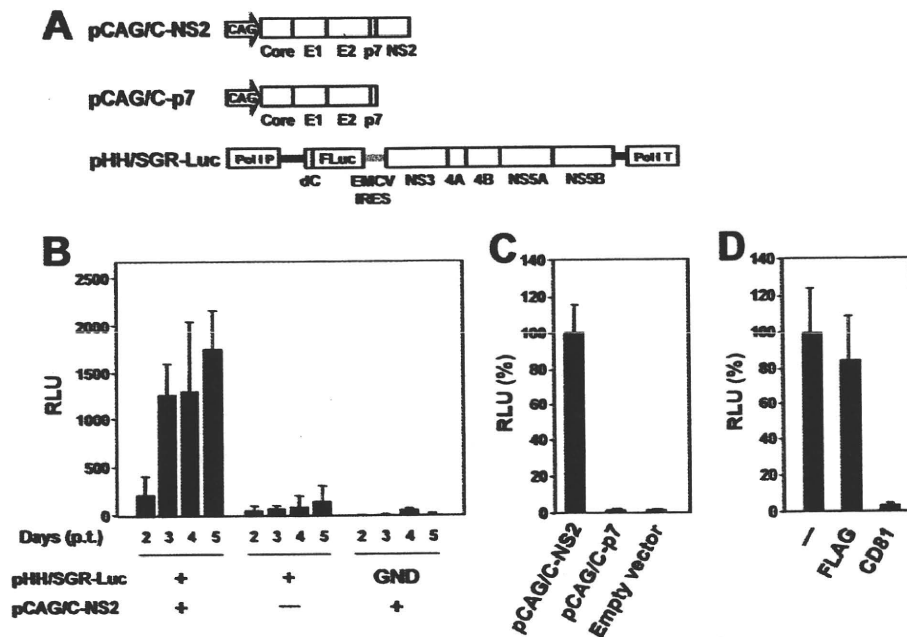 A
pCAG/C-NS2
CAG
Core E1 E2 p7 NS2
pCAG/C-p7
CAG
Core E1 E2 p7
pHH/SGR-Luc
Pol I P
FLuc
Pol I T
dC EMCV IRES NS3 4A 4B NS5A NS5B
B
2500
2000
1500
1000
500
0
RLU
Days (p.t.) 2 3 4 5 2 3 4 5 2 3 4 5
pHH/SGR-Luc + + GND
pCAG/C-NS2 + — +
C
140
120
100
80
60
40
20
0
RLU (%)
pCAG/C-NS2
pCAG/C-p7
Empty vector
D
140
120
100
80
60
40
20
0
RLU (%)
—
FLAG
CD81